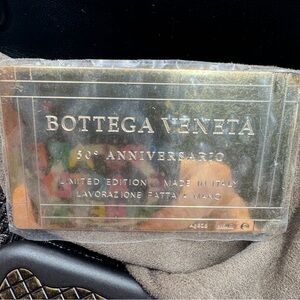 BOTTEGA VENETA
50° ANNIVERSARIO
LIMITED EDITION MADE IN ITALY
LAVORAZIONE FATTA A MANO